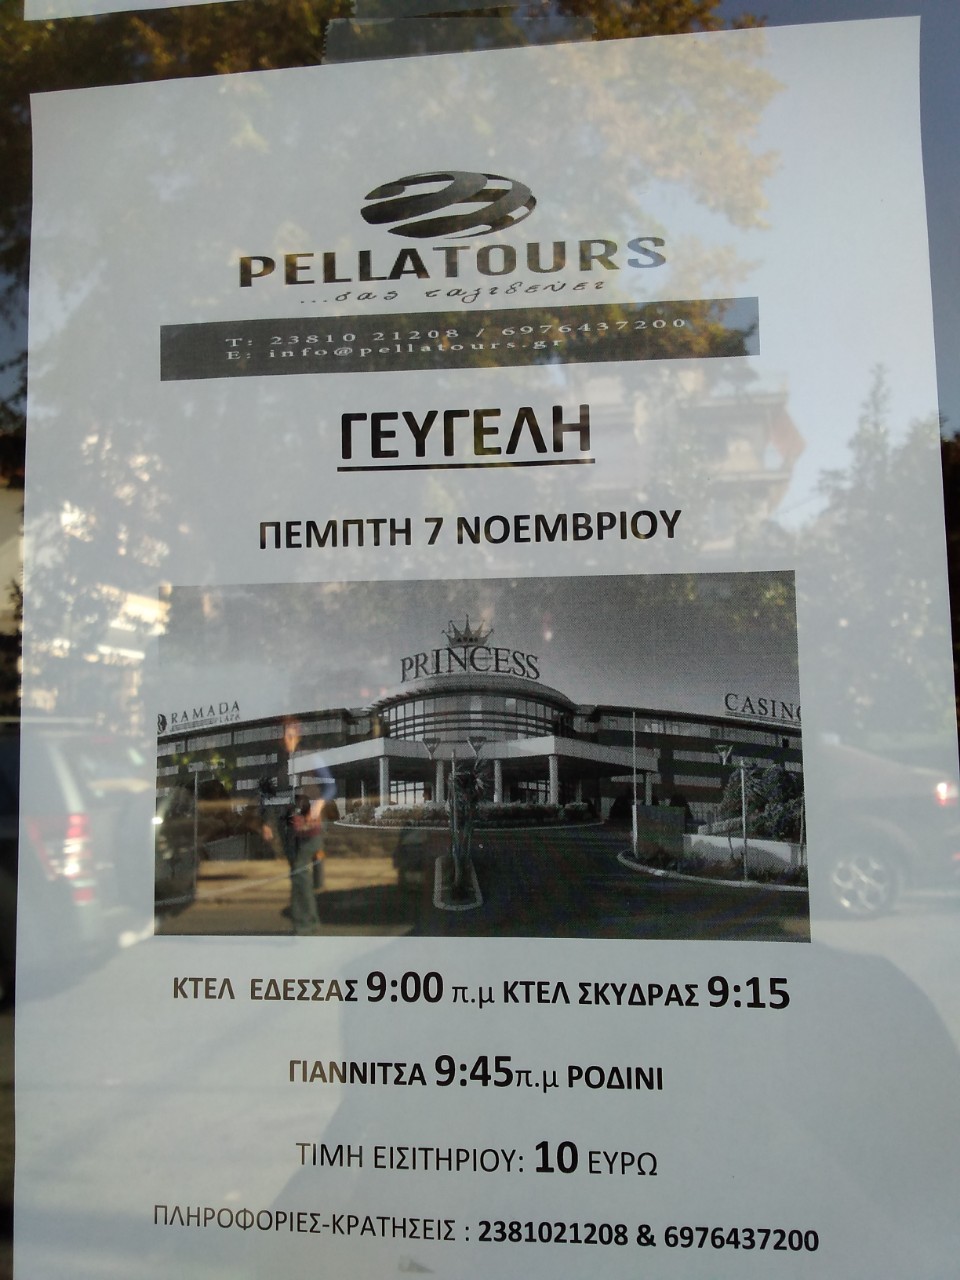 PELLATOURS
...σας ταξιδεύει
T: 23810 21208 / 6976437200
E: info@pellatours.gr
ΓΕΥΓΕΛΗ
ΠΕΜΠΤΗ 7 ΝΟΕΜΒΡΙΟΥ
PRINCESS
RAMADA
CASINO
ΚΤΕΛ ΕΔΕΣΣΑΣ 9:00 π.μ ΚΤΕΛ ΣΚΥΔΡΑΣ 9:15
ΓΙΑΝΝΙΤΣΑ 9:45π.μ ΡΟΔΙΝΙ
ΤΙΜΗ ΕΙΣΙΤΗΡΙΟΥ: 10 ΕΥΡΩ
ΠΛΗΡΟΦΟΡΙΕΣ-ΚΡΑΤΗΣΕΙΣ : 2381021208 & 6976437200